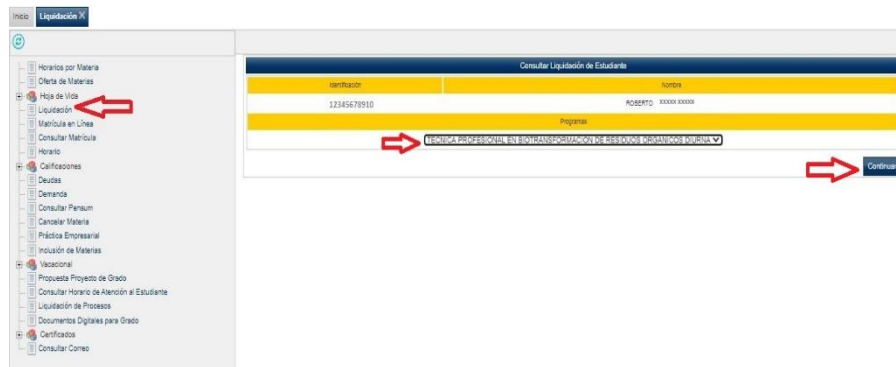 Inicio Liquidación X
Horarios por Materia
Oferta de Materias
Hoja de Vida
Liquidación
Matrícula en Línea
Consultar Matrícula
Horario
Calificaciones
Deudas
Demanda
Consultar Pensum
Cancelar Materia
Práctica Empresarial
Inclusión de Materias
Vacacional
Propuesta Proyecto de Grado
Consultar Horario de Atención al Estudiante
Liquidación de Procesos
Documentos Digitales para Grado
Certificados
Consultar Correo
Consultar Liquidación de Estudiante
Identificación Nombre
12345678910 ROBERTO XXXXX XXXXX
Programas
TECNICA PROFESIONAL EN BIOTRANSFORMACION DE RESIDUOS ORGANICOS DIURNA
Continuar